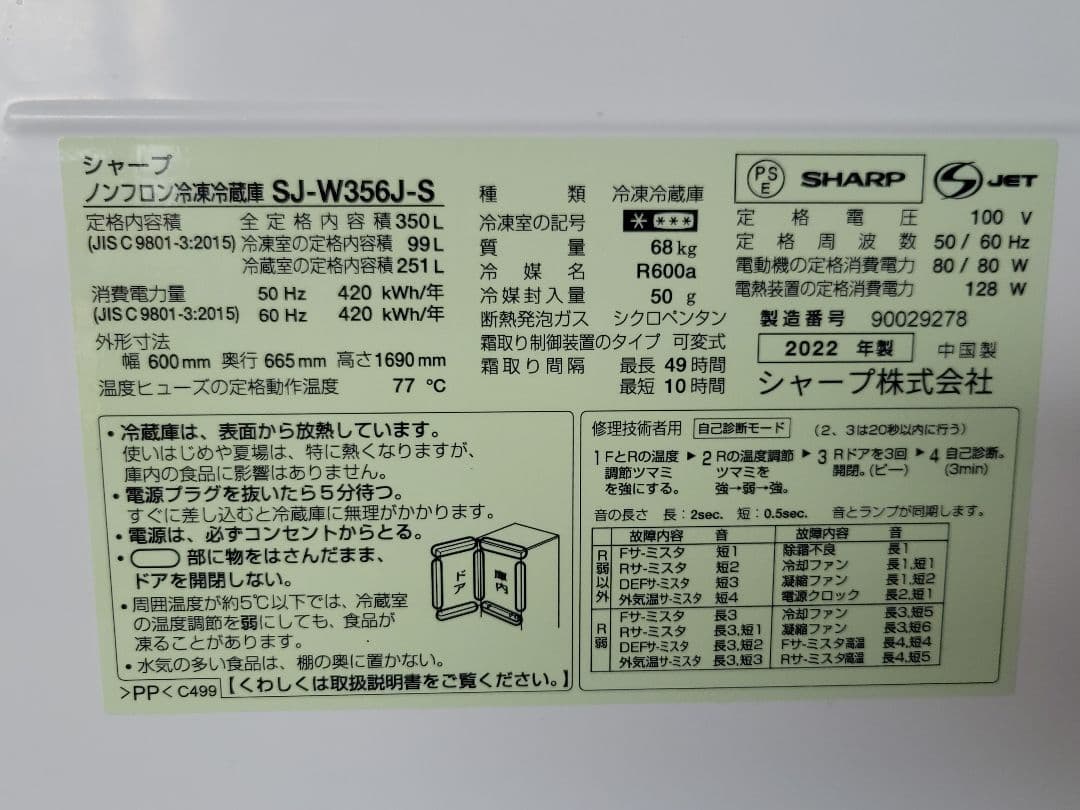 シャープ
ノンフロン冷凍冷蔵庫 SJ-W356J-S
定格内容積 全定格内容積 350L
(JIS C 9801-3:2015) 冷凍室の定格内容積 99L
冷蔵室の定格内容積 251L
消費電力量 50 Hz 420 kWh/年
(JIS C 9801-3:2015) 60 Hz 420 kWh/年
外形寸法
幅 600mm 奥行 665mm 高さ1690mm
温度ヒューズの定格動作温度 77 ℃
種類 冷凍冷蔵庫
冷凍室の記号 ****
質量 68kg
冷媒名 R600a
冷媒封入量 50 g
断熱発泡ガス シクロペンタン
霜取り制御装置のタイプ 可変式
霜取り間隔 最長 49時間
最短 10時間
PSE SHARP S JET
定格電圧 100 V
定格周波数 50/60 Hz
電動機の定格消費電力 80/80 W
電熱装置の定格消費電力 128 W
製造番号 90029278
2022 年製 中国製
シャープ株式会社
・冷蔵庫は、表面から放熱しています。
使いはじめや夏場は、特に熱くなりますが、
庫内の食品に影響はありません。
・電源プラグを抜いたら5分待つ。
すぐに差し込むと冷蔵庫に無理がかかります。
・電源は、必ずコンセントからとる。
・ 部に物をはさんだまま、
ドアを開閉しない。
・周囲温度が約5℃以下では、冷蔵室
の温度調節を弱にしても、食品が
凍ることがあります。
・水気の多い食品は、棚の奥に置かない。
>PP< C499 【くわしくは取扱説明書をご覧ください。】
ドア 庫内
修理技術者用 自己診断モード (2、3は20秒以内に行う)
1 FとRの温度調節ツマミを強にする。 ▶ 2 Rの温度調節ツマミを強→弱→強。 ▶ 3 Rドアを3回開閉。(ピー) ▶ 4 自己診断。(3min)
音の長さ 長:2sec. 短:0.5sec. 音とランプが同期します。
故障内容 音 故障内容 音
R弱以外 Fサーミスタ 短1 除霜不良 長1
Rサーミスタ 短2 冷却ファン 長1,短1
DEFサーミスタ 短3 凝縮ファン 長1,短2
外気温サーミスタ 短4 電源クロック 長2,短1
R弱 Fサーミスタ 長3 冷却ファン 長3,短5
Rサーミスタ 長3,短1 凝縮ファン 長3,短6
DEFサーミスタ 長3,短2 Fサーミスタ高温 長4,短4
外気温サーミスタ 長3,短3 Rサーミスタ高温 長4,短5